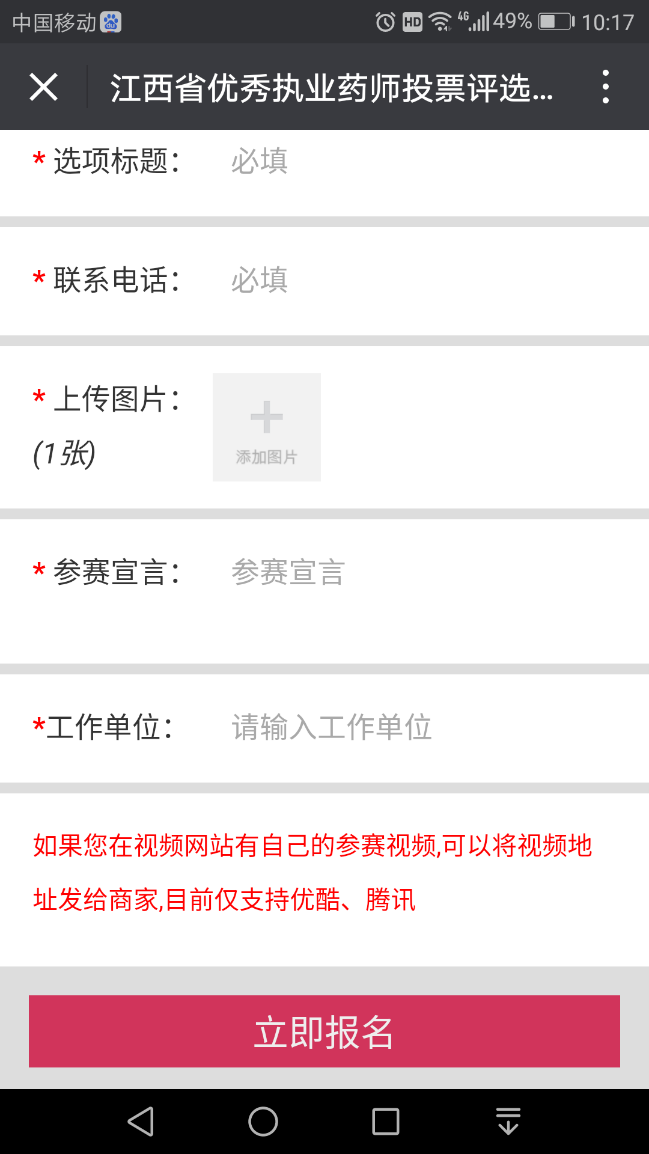 中国移动 HD 4G 49% 10:17
江西省优秀执业药师投票评选...
* 选项标题： 必填
* 联系电话： 必填
* 上传图片：
(1张)
添加图片
* 参赛宣言： 参赛宣言
*工作单位： 请输入工作单位
如果您在视频网站有自己的参赛视频,可以将视频地
址发给商家,目前仅支持优酷、腾讯
立即报名